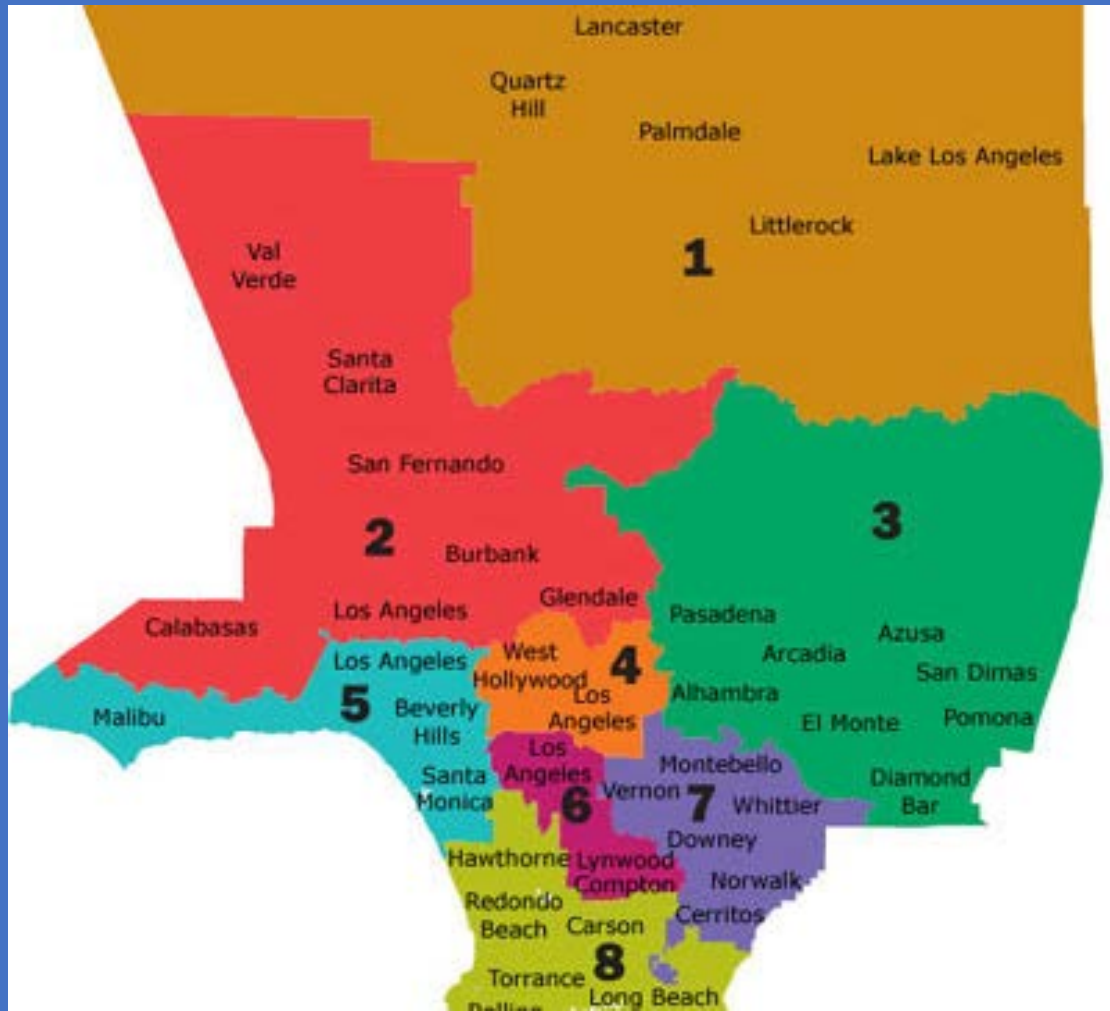 Lancaster
Quartz
Hill
Palmdale
Lake Los Angeles
Littlerock
1
Val
Verde
Santa
Clarita
San Fernando
2
Burbank
3
Glendale
Los Angeles
Calabasas
Pasadena
Azusa
Arcadia
San Dimas
West
Hollywood
4
Los
Angeles
Los Angeles
5
Beverly
Hills
Malibu
Alhambra
El Monte
Pomona
Los
Angeles
6
Santa
Monica
Montebello
Vernon
7
Whittier
Diamond
Bar
Downey
Hawthorne
Lynwood
Compton
Norwalk
Redondo
Beach
Carson
Cerritos
8
Torrance
Long Beach
Rolling